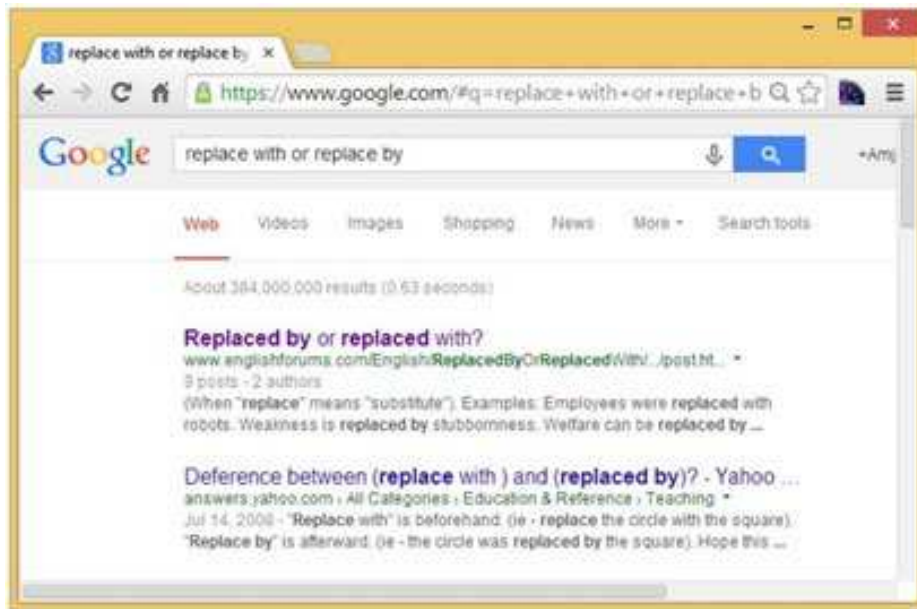 replace with or replace by
https://www.google.com/#q=replace+with+or+replace+b
Google replace with or replace by +Amj
Web Videos Images Shopping News More Search tools
About 384,000,000 results (0.63 seconds)
Replaced by or replaced with?
www.englishforums.com/English/ReplacedByOrReplacedWith/.../post.ht...
9 posts - 2 authors
(When "replace" means "substitute"). Examples: Employees were replaced with
robots. Weakness is replaced by stubbornness. Welfare can be replaced by ...
Deference between (replace with ) and (replaced by)? - Yahoo ...
answers.yahoo.com › All Categories › Education & Reference › Teaching
Jul 14, 2008 - "Replace with" is beforehand. (ie - replace the circle with the square).
"Replace by" is afterward. (ie - the circle was replaced by the square). Hope this ...